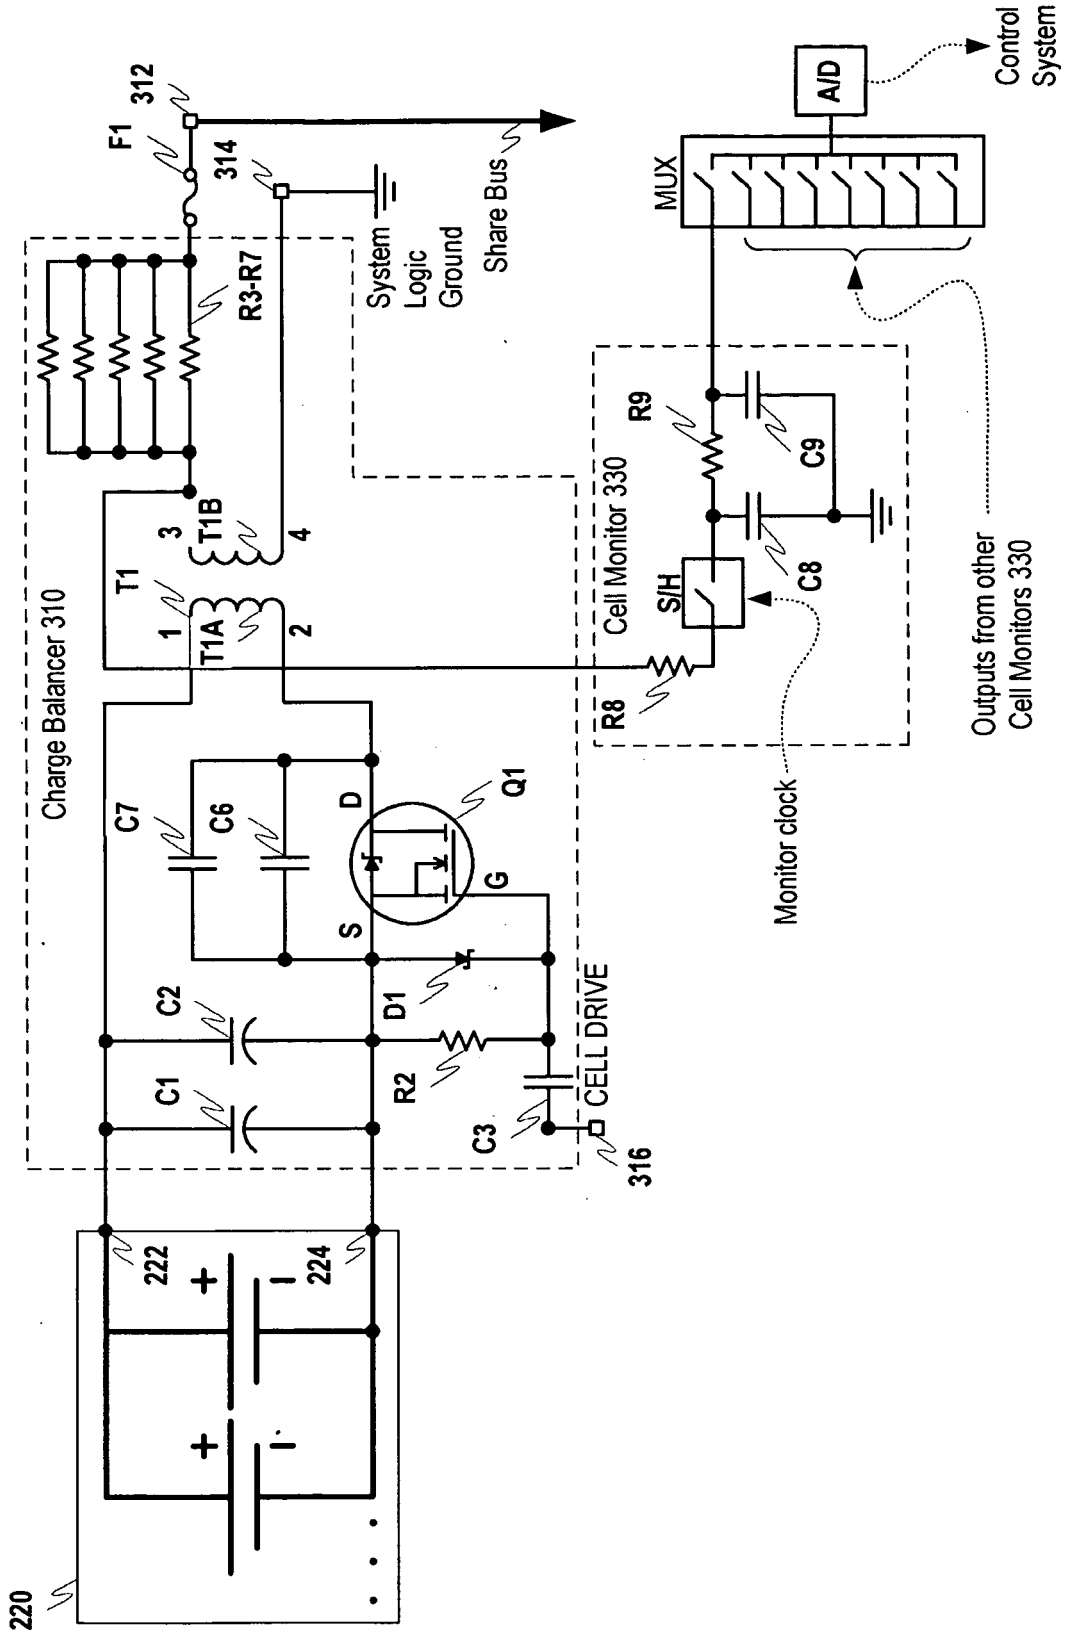 220
222
224
+
−
+
−
Charge Balancer 310
C1
C2
C7
C6
R2
D1
C3
S
D
G
Q1
CELL DRIVE
316
1
2
T1A
T1
3
T1B
4
R3-R7
F1
312
314
System
Logic
Ground
Share Bus
Cell Monitor 330
R8
S/H
R9
C8
C9
Monitor clock
MUX
A/D
Control
System
Outputs from other
Cell Monitors 330